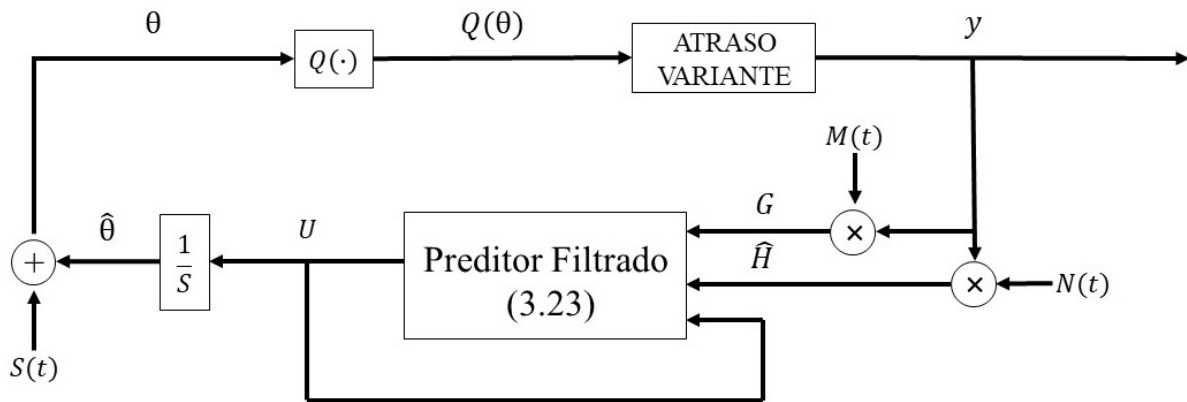 θ
Q(·)
Q(θ)
ATRASO
VARIANTE
y
M(t)
G
×
Ĥ
×
N(t)
Preditor Filtrado
(3.23)
U
1
S
θ̂
+
S(t)